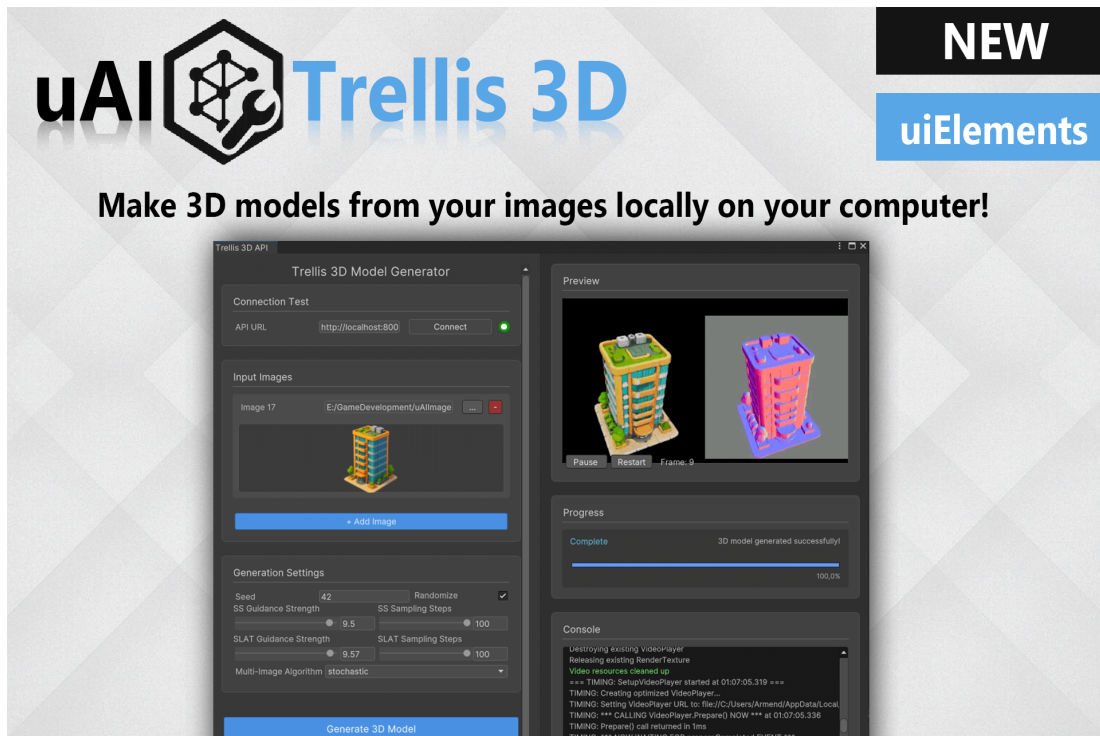 uAI Trellis 3D
NEW
uiElements
Make 3D models from your images locally on your computer!
Trellis 3D API
Trellis 3D Model Generator
Connection Test
API URL http://localhost:800 Connect
Input Images
Image 17 E:/GameDevelopment/uAIImage ... -
+ Add Image
Generation Settings
Seed 42 Randomize
SS Guidance Strength SS Sampling Steps
9.5 100
SLAT Guidance Strength SLAT Sampling Steps
9.57 100
Multi-Image Algorithm stochastic
Generate 3D Model
Preview
Pause Restart Frame: 9
Progress
Complete 3D model generated successfully!
100,0%
Console
Destroying existing VideoPlayer
Releasing existing RenderTexture
Video resources cleaned up
=== TIMING: SetupVideoPlayer started at 01:07:05.319 ===
TIMING: Creating optimized VideoPlayer...
TIMING: Setting VideoPlayer URL to: file://C:/Users/Armend/AppData/Local/
TIMING: *** CALLING VideoPlayer.Prepare() NOW *** at 01:07:05.336
TIMING: Prepare() call returned in 1ms